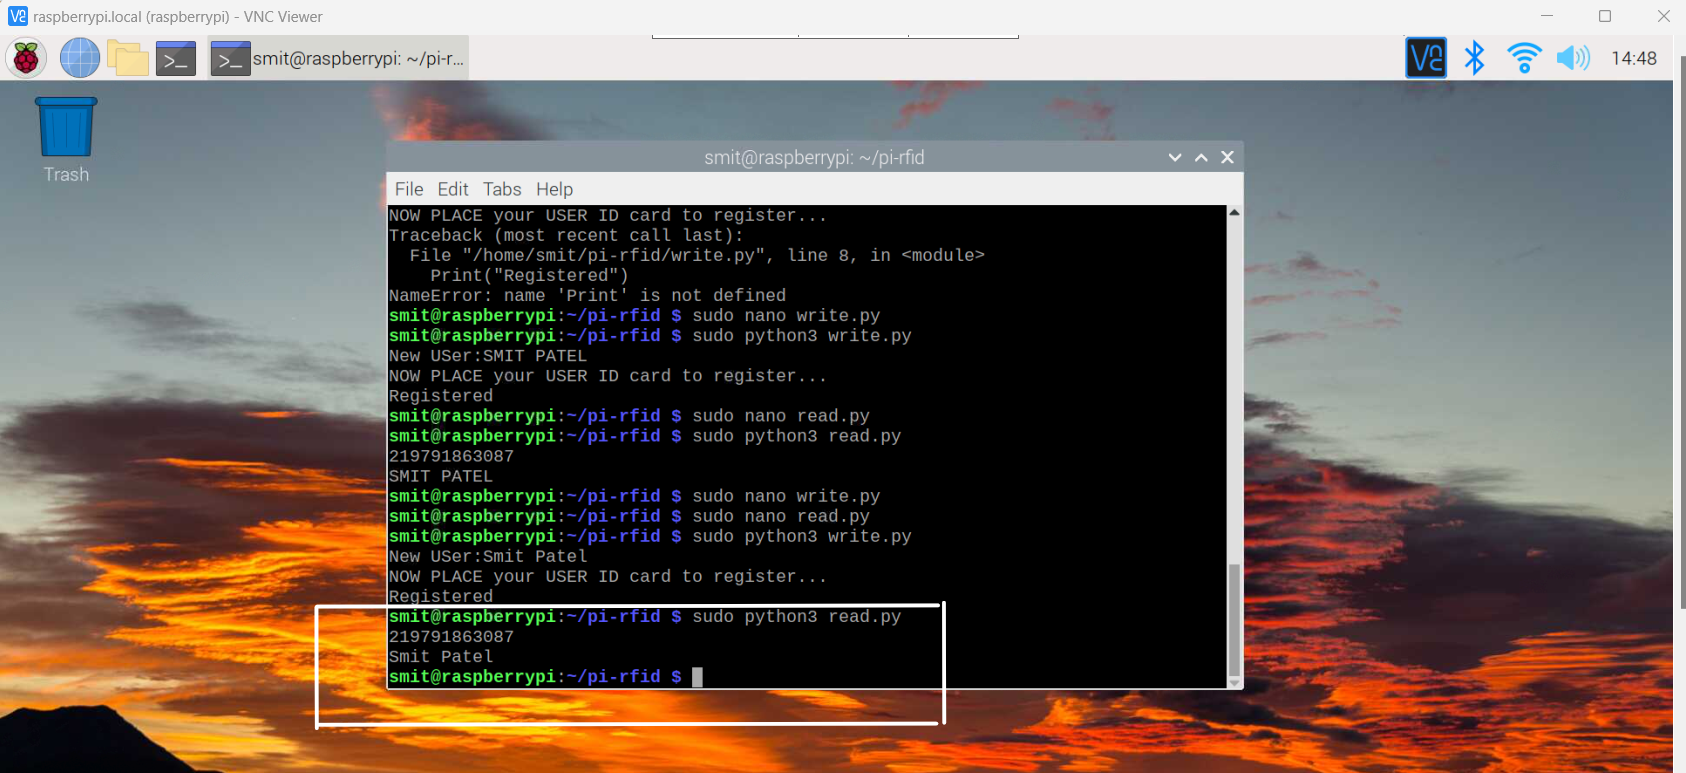 raspberrypi.local (raspberrypi) - VNC Viewer
smit@raspberrypi: ~/pi-r...
14:48
Trash
smit@raspberrypi: ~/pi-rfid
File Edit Tabs Help
NOW PLACE your USER ID card to register...
Traceback (most recent call last):
  File "/home/smit/pi-rfid/write.py", line 8, in <module>
    Print("Registered")
NameError: name 'Print' is not defined
smit@raspberrypi:~/pi-rfid $ sudo nano write.py
smit@raspberrypi:~/pi-rfid $ sudo python3 write.py
New USer:SMIT PATEL
NOW PLACE your USER ID card to register...
Registered
smit@raspberrypi:~/pi-rfid $ sudo nano read.py
smit@raspberrypi:~/pi-rfid $ sudo python3 read.py
219791863087
SMIT PATEL
smit@raspberrypi:~/pi-rfid $ sudo nano write.py
smit@raspberrypi:~/pi-rfid $ sudo nano read.py
smit@raspberrypi:~/pi-rfid $ sudo python3 write.py
New USer:Smit Patel
NOW PLACE your USER ID card to register...
Registered
smit@raspberrypi:~/pi-rfid $ sudo python3 read.py
219791863087
Smit Patel
smit@raspberrypi:~/pi-rfid $